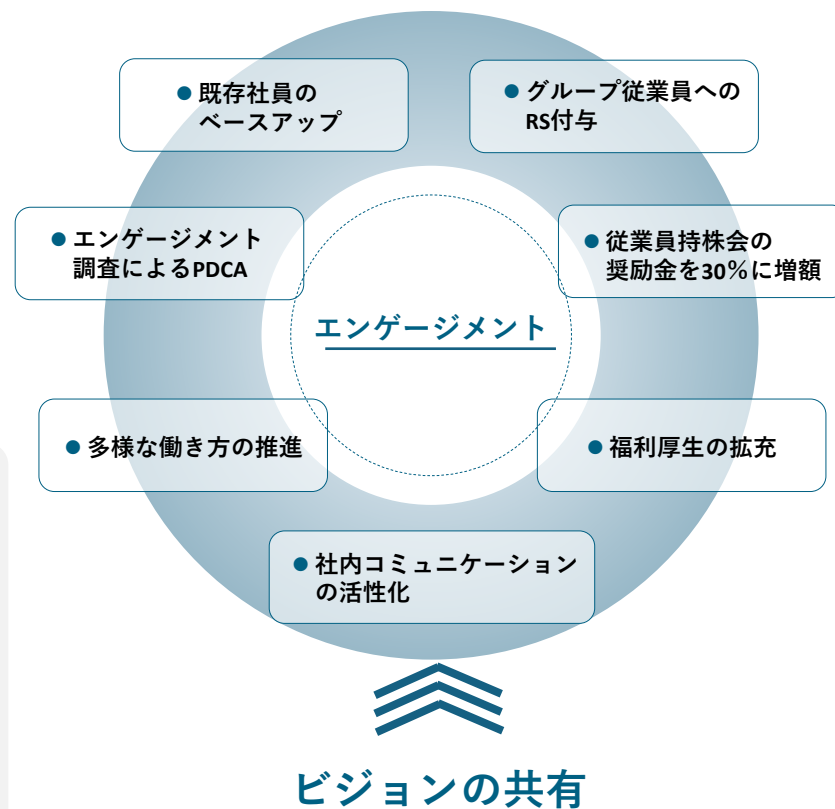 ● 既存社員の
ベースアップ
● グループ従業員への
RS付与
● エンゲージメント
調査によるPDCA
● 従業員持株会の
奨励金を30％に増額
エンゲージメント
● 多様な働き方の推進
● 福利厚生の拡充
● 社内コミュニケーション
の活性化
ビジョンの共有